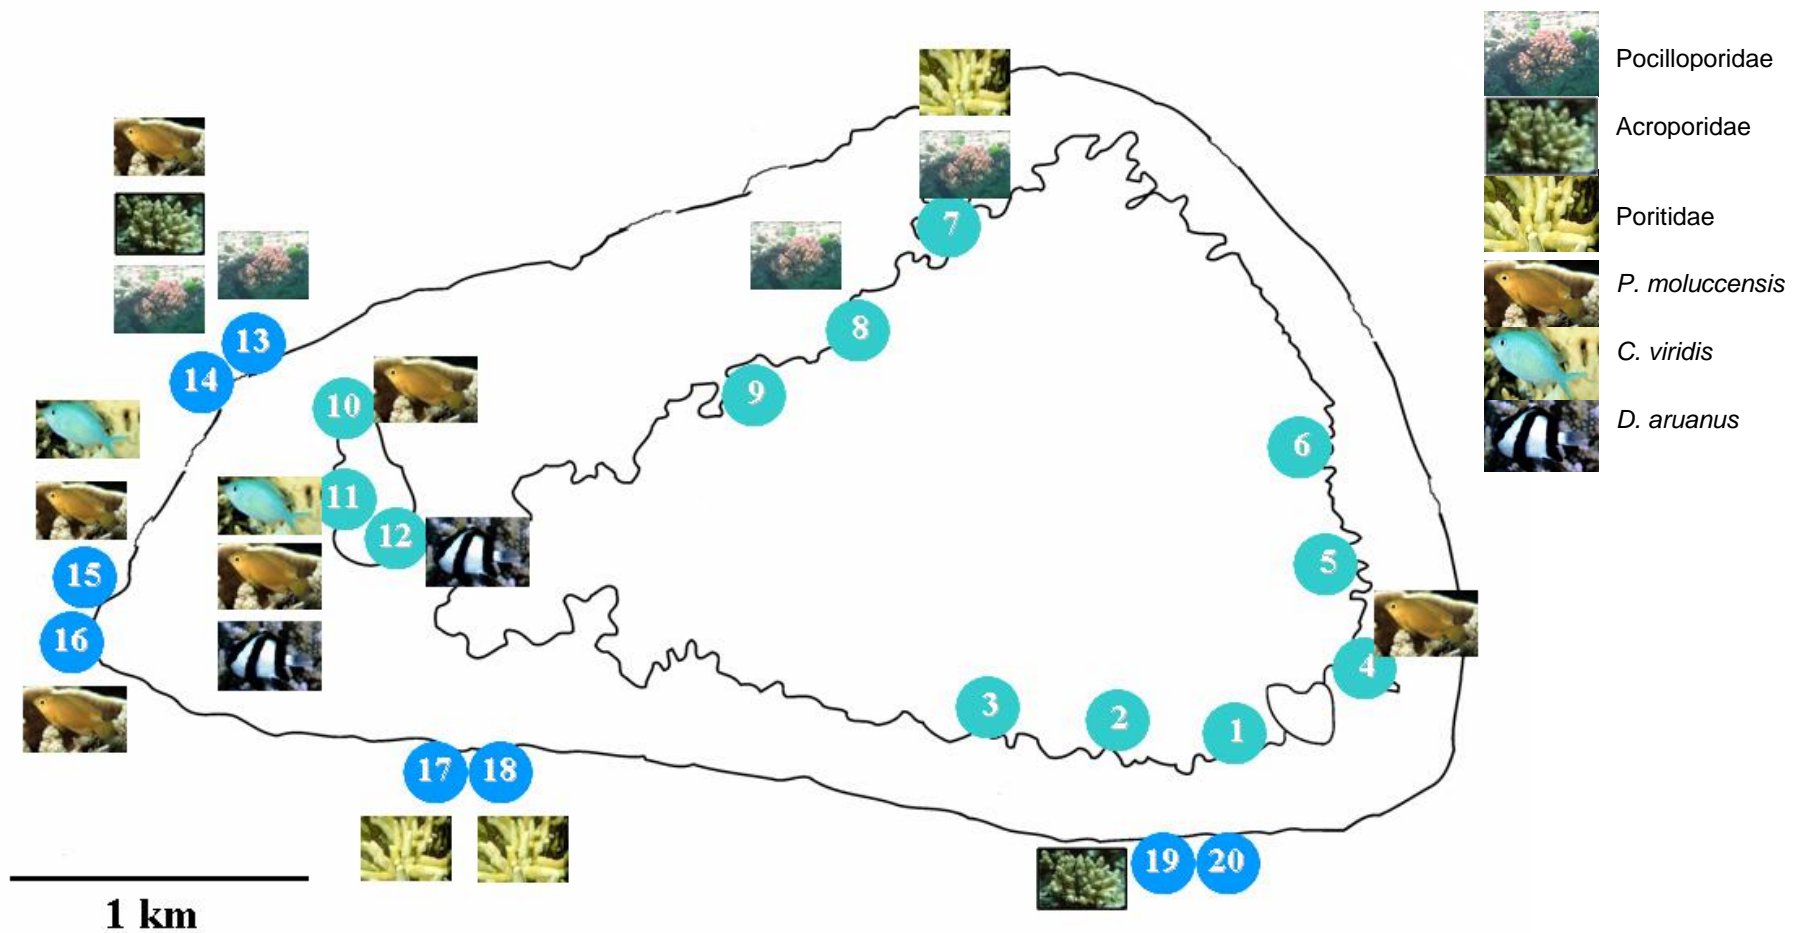 Pocilloporidae
Acroporidae
Poritidae
P. moluccensis
C. viridis
D. aruanus
7
8
13
14
9
10
6
11
12
5
15
16
4
3
2
1
17
18
19
20
1 km